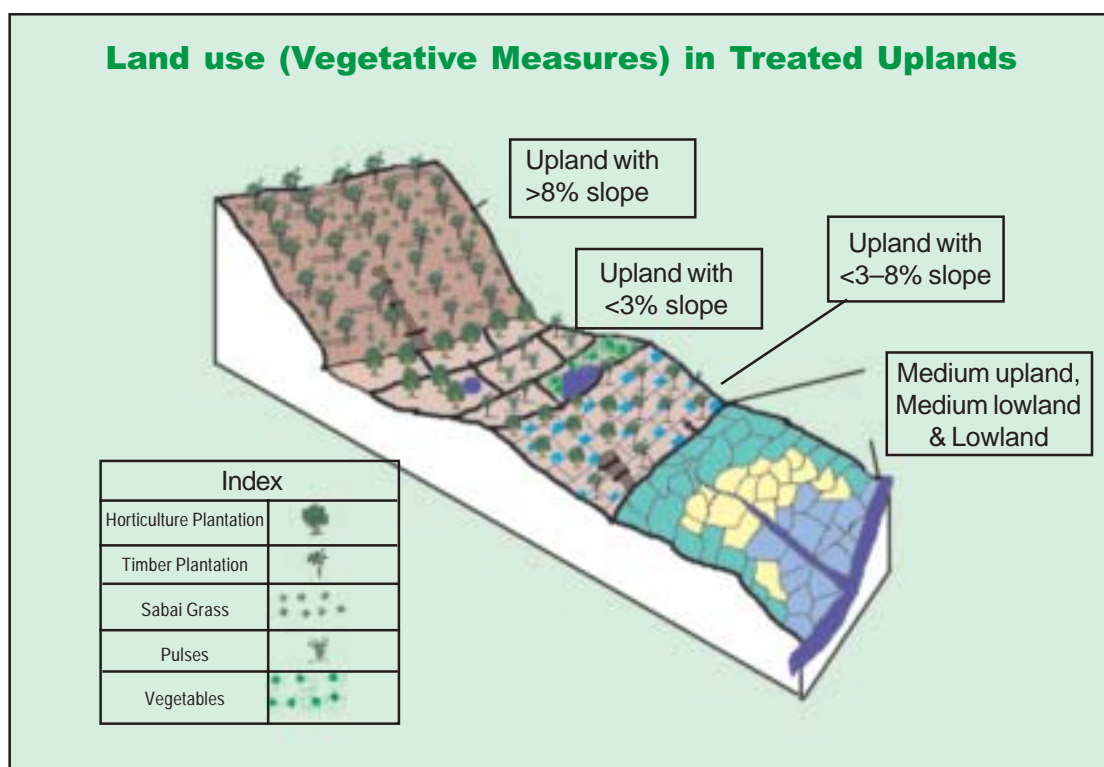 Land use (Vegetative Measures) in Treated Uplands
Upland with
>8% slope
Upland with
<3% slope
Upland with
<3–8% slope
Medium upland,
Medium lowland
& Lowland
Index
Horticulture Plantation
Timber Plantation
Sabai Grass
Pulses
Vegetables